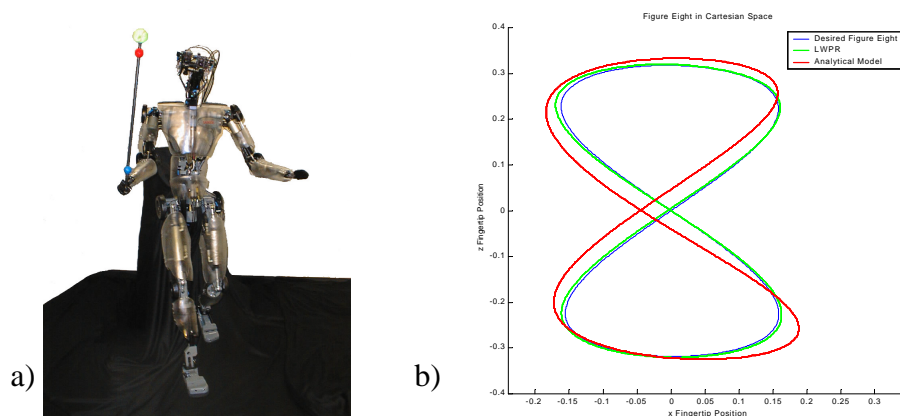 a)
b)
Figure Eight in Cartesian Space
Desired Figure Eight
LWPR
Analytical Model
z Fingertip Position
0.4
0.3
0.2
0.1
0
-0.1
-0.2
-0.3
-0.4
-0.2 -0.15 -0.1 -0.05 0 0.05 0.1 0.15 0.2 0.3
x Fingertip Position